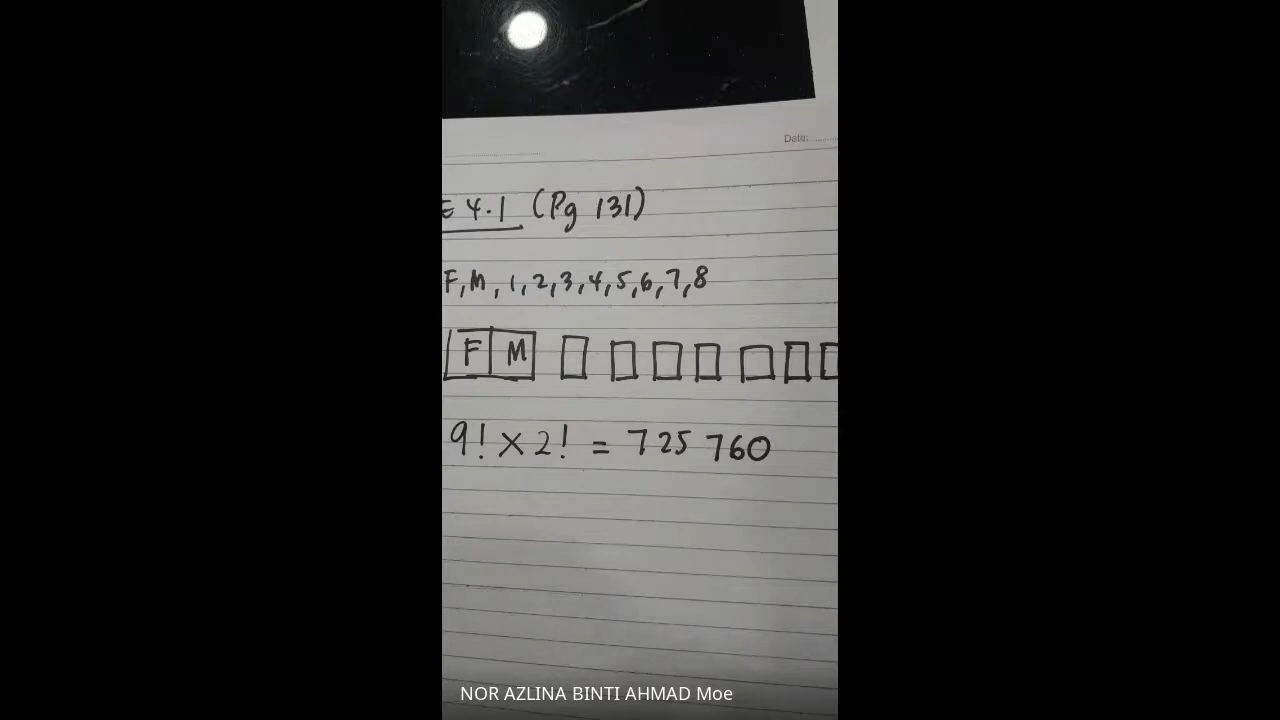 Date:
4.1 (Pg 131)
F, M, 1, 2, 3, 4, 5, 6, 7, 8
F M
9! × 2! = 725 760
NOR AZLINA BINTI AHMAD Moe